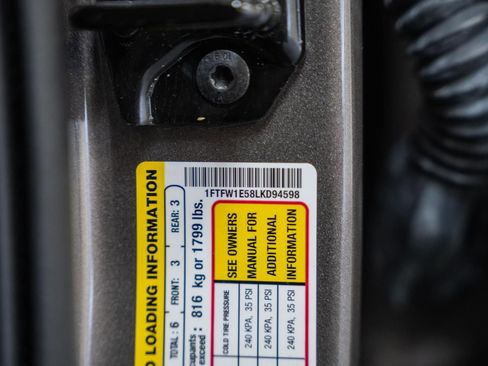 1FTFW1E58LKD94598
LOADING INFORMATION
TOTAL : 6 FRONT: 3 REAR: 3
exceed : 816 kg or 1799 lbs.
SEE OWNERS
MANUAL FOR
ADDITIONAL
INFORMATION
COLD TIRE PRESSURE
240 KPA, 35 PSI
240 KPA, 35 PSI
240 KPA, 35 PSI